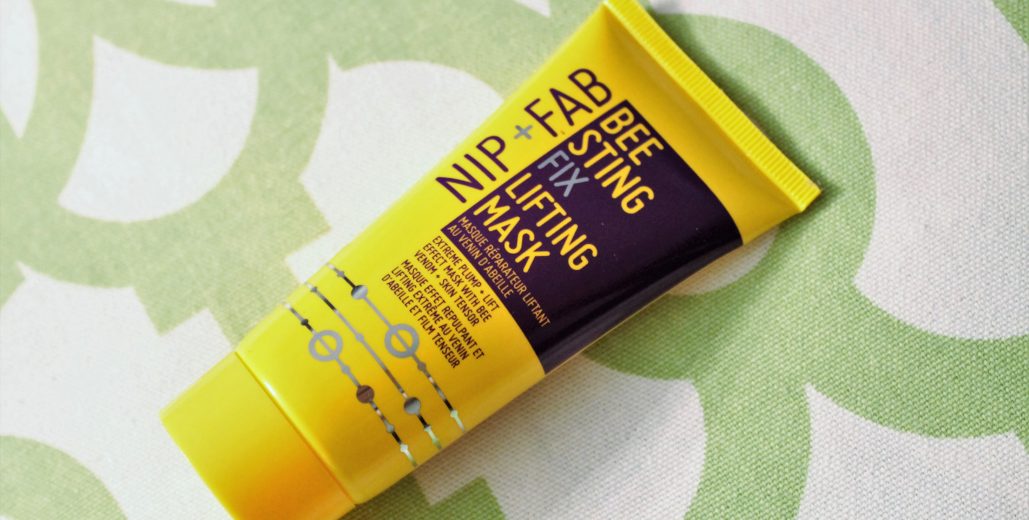 NIP + FAB
BEE
STING
FIX
LIFTING
MASK
MASQUE RÉPARATEUR LIFTANT
AU VENIN D'ABEILLE
EXTREME PLUMP + LIFT
EFFECT MASK WITH BEE
VENOM + SKIN TENSOR
MASQUE EFFET REPULPANT ET
LIFTING EXTRÊME AU VENIN
D'ABEILLE ET FILM TENSEUR